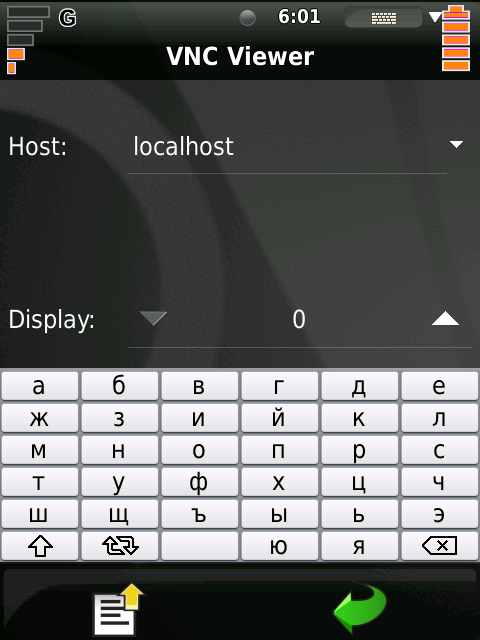 G 6:01
VNC Viewer
Host: localhost
Display: 0
а б в г д е
ж з и й к л
м н о п р с
т у ф х ц ч
ш щ ъ ы ь э
ю я